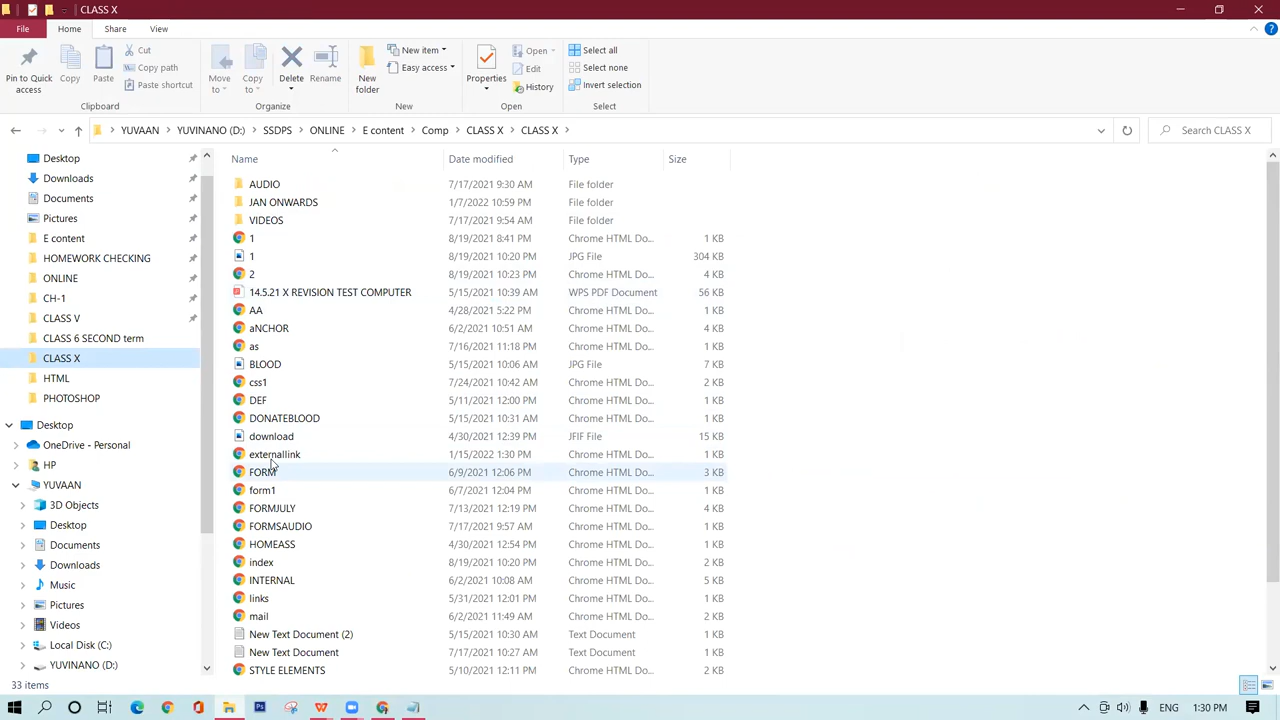 CLASS X
File Home Share View
Pin to Quick access
Copy
Paste
Cut
Copy path
Paste shortcut
Clipboard
Move to
Copy to
Delete
Rename
Organize
New folder
New item
Easy access
New
Properties
Open
Edit
History
Open
Select all
Select none
Invert selection
Select
YUVAAN YUVINANO (D:) SSDPS ONLINE E content Comp CLASS X CLASS X
Search CLASS X
Desktop
Downloads
Documents
Pictures
E content
HOMEWORK CHECKING
ONLINE
CH-1
CLASS V
CLASS 6 SECOND term
CLASS X
HTML
PHOTOSHOP
Desktop
OneDrive - Personal
HP
YUVAAN
3D Objects
Desktop
Documents
Downloads
Music
Pictures
Videos
Local Disk (C:)
YUVINANO (D:)
Name Date modified Type Size
AUDIO 7/17/2021 9:30 AM File folder
JAN ONWARDS 1/7/2022 10:59 PM File folder
VIDEOS 7/17/2021 9:54 AM File folder
1 8/19/2021 8:41 PM Chrome HTML Do... 1 KB
1 8/19/2021 10:20 PM JPG File 304 KB
2 8/19/2021 10:23 PM Chrome HTML Do... 4 KB
14.5.21 X REVISION TEST COMPUTER 5/15/2021 10:39 AM WPS PDF Document 56 KB
AA 4/28/2021 5:22 PM Chrome HTML Do... 1 KB
aNCHOR 6/2/2021 10:51 AM Chrome HTML Do... 4 KB
as 7/16/2021 11:18 PM Chrome HTML Do... 1 KB
BLOOD 5/15/2021 10:06 AM JPG File 7 KB
css1 7/24/2021 10:42 AM Chrome HTML Do... 2 KB
DEF 5/11/2021 12:00 PM Chrome HTML Do... 1 KB
DONATEBLOOD 5/15/2021 10:31 AM Chrome HTML Do... 1 KB
download 4/30/2021 12:39 PM JFIF File 15 KB
externallink 1/15/2022 1:30 PM Chrome HTML Do... 1 KB
FORM 6/9/2021 12:06 PM Chrome HTML Do... 3 KB
form1 6/7/2021 12:04 PM Chrome HTML Do... 1 KB
FORMJULY 7/13/2021 12:19 PM Chrome HTML Do... 4 KB
FORMSAUDIO 7/17/2021 9:57 AM Chrome HTML Do... 1 KB
HOMEASS 4/30/2021 12:54 PM Chrome HTML Do... 1 KB
index 8/19/2021 10:20 PM Chrome HTML Do... 2 KB
INTERNAL 6/2/2021 10:08 AM Chrome HTML Do... 5 KB
links 5/31/2021 12:01 PM Chrome HTML Do... 1 KB
mail 6/2/2021 11:49 AM Chrome HTML Do... 2 KB
New Text Document (2) 5/15/2021 10:30 AM Text Document 1 KB
New Text Document 7/17/2021 10:27 AM Text Document 1 KB
STYLE ELEMENTS 5/10/2021 12:11 PM Chrome HTML Do... 2 KB
33 items
ENG 1:30 PM